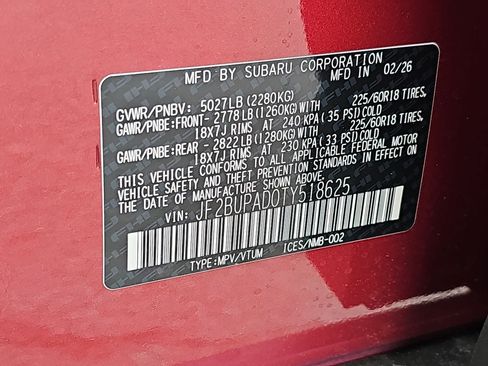 MFD BY SUBARU CORPORATION
MFD.IN 02/26
GVWR/PNBV: 5027LB (2280KG)
GAWR/PNBE:FRONT- 2778LB (1260KG)WITH 225/60R18 TIRES,
18X7J RIMS AT 240 KPA (35 PSI)COLD
GAWR/PNBE:REAR - 2822LB (1280KG)WITH 225/60R18 TIRES,
18X7J RIMS AT 230 KPA (33 PSI)COLD
THIS VEHICLE CONFORMS TO ALL APPLICABLE FEDERAL MOTOR
VEHICLE SAFETY AND THEFT PREVENTION STANDARDS IN EFFECT ON
THE DATE OF MANUFACTURE SHOWN ABOVE.
VIN: JF2BUPAD0TY518625
TYPE:MPV/VTUM ICES/NMB-002